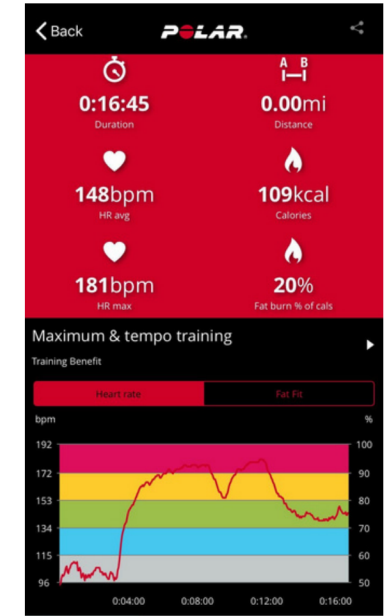 Back
POLAR.
A B
0:16:45
0.00mi
Duration
Distance
148bpm
109kcal
HR avg
Calories
181bpm
20%
HR max
Fat burn % of cals
Maximum & tempo training
Training Benefit
Heart rate
Fat Fit
bpm
%
192
100
172
90
153
80
134
70
115
60
96
50
0:04:00
0:08:00
0:12:00
0:16:00